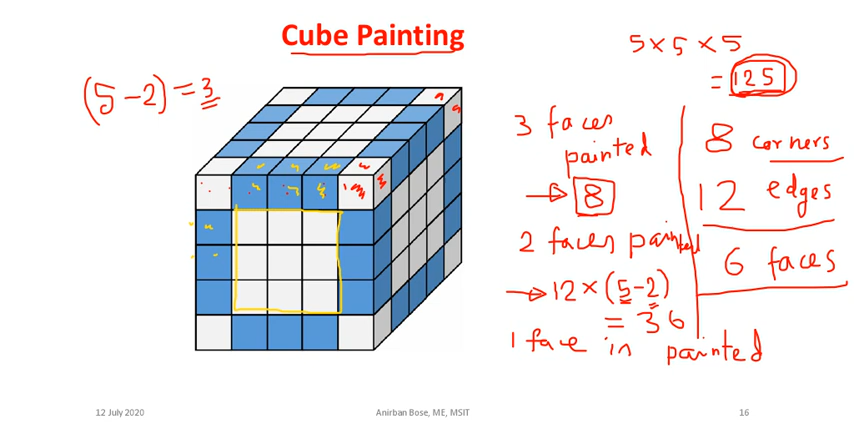 Cube Painting
(5-2)=3
5×5×5
=125
3 faces
painted
→8
2 faces painted
→12×(5-2)
=36
1 face in painted
8 corners
12 edges
6 faces
12 July 2020
Anirban Bose, ME, MSIT
16